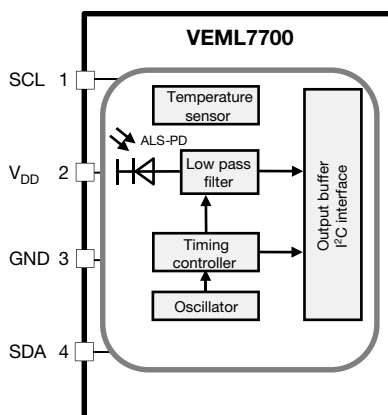 VEML7700
SCL 1
Temperature
sensor
ALS-PD
V_DD 2
Low pass
filter
Output buffer
I²C interface
GND 3
Timing
controller
Oscillator
SDA 4